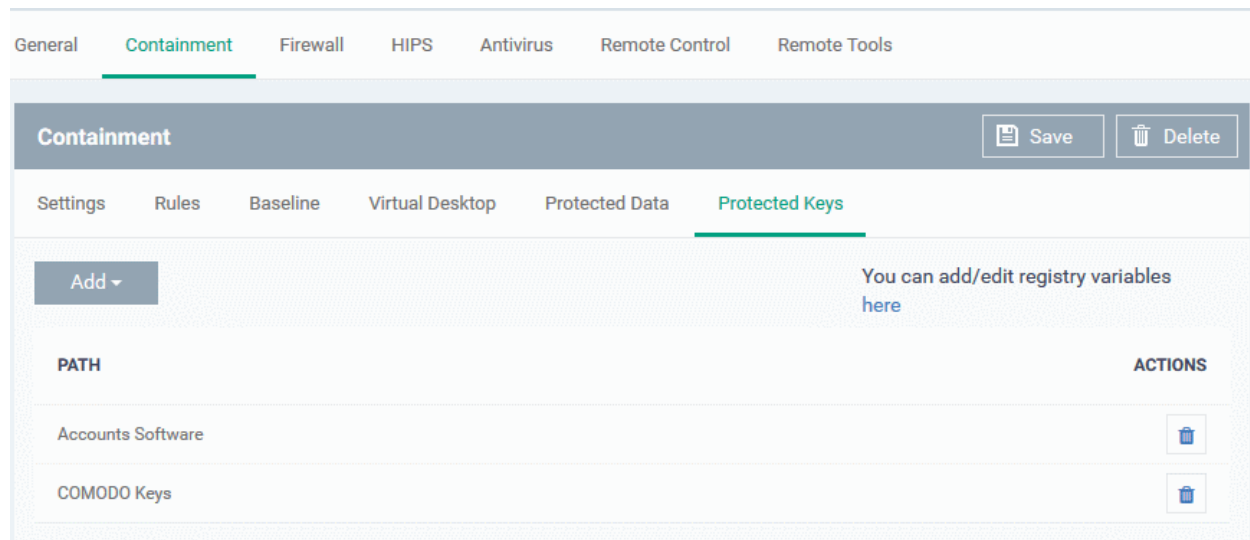 General Containment Firewall HIPS Antivirus Remote Control Remote Tools
Containment Save Delete
Settings Rules Baseline Virtual Desktop Protected Data Protected Keys
Add You can add/edit registry variables
here
PATH ACTIONS
Accounts Software
COMODO Keys